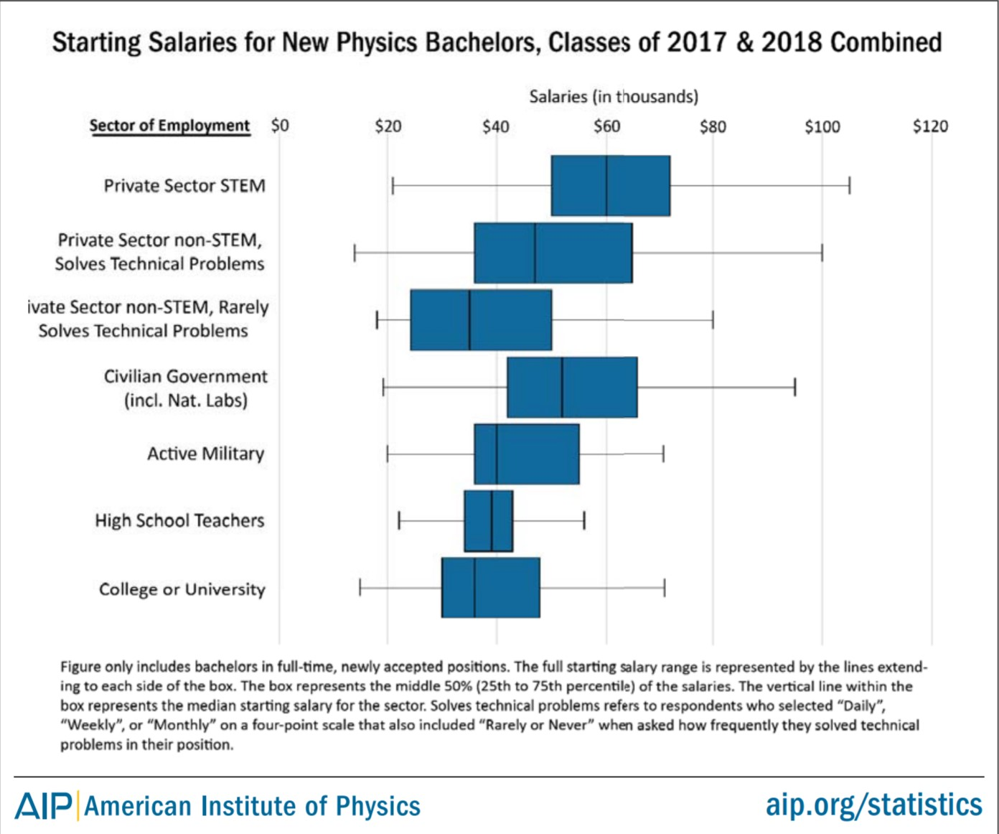 Starting Salaries for New Physics Bachelors, Classes of 2017 & 2018 Combined
Salaries (in thousands)
Sector of Employment $0 $20 $40 $60 $80 $100 $120
Private Sector STEM
Private Sector non-STEM,
Solves Technical Problems
ivate Sector non-STEM, Rarely
Solves Technical Problems
Civilian Government
(incl. Nat. Labs)
Active Military
High School Teachers
College or University
Figure only includes bachelors in full-time, newly accepted positions. The full starting salary range is represented by the lines extend-
ing to each side of the box. The box represents the middle 50% (25th to 75th percentile) of the salaries. The vertical line within the
box represents the median starting salary for the sector. Solves technical problems refers to respondents who selected “Daily”,
“Weekly”, or “Monthly” on a four-point scale that also included “Rarely or Never” when asked how frequently they solved technical
problems in their position.
AIP American Institute of Physics
aip.org/statistics